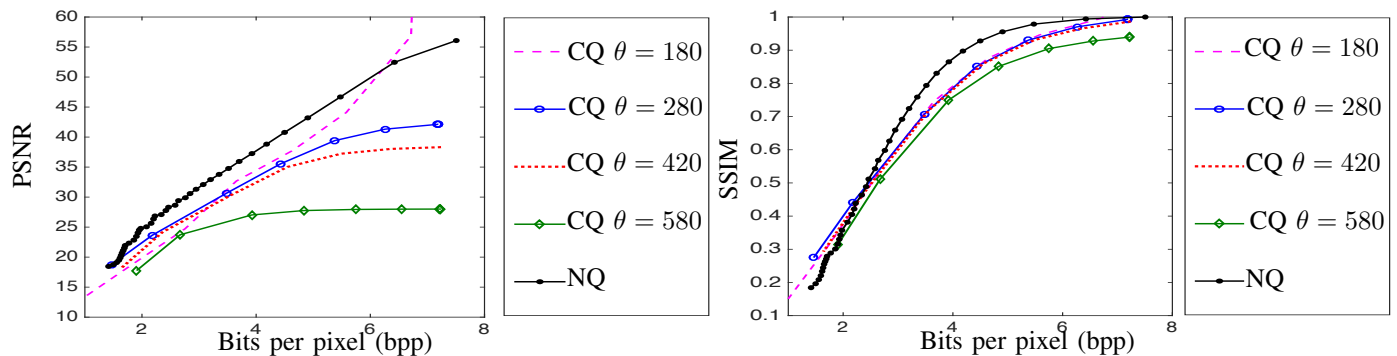 60
55
50
45
40
35
30
25
20
15
10
PSNR
2
4
6
8
Bits per pixel (bpp)
CQ θ = 180
CQ θ = 280
CQ θ = 420
CQ θ = 580
NQ
1
0.9
0.8
0.7
0.6
0.5
0.4
0.3
0.2
0.1
SSIM
2
4
6
8
Bits per pixel (bpp)
CQ θ = 180
CQ θ = 280
CQ θ = 420
CQ θ = 580
NQ